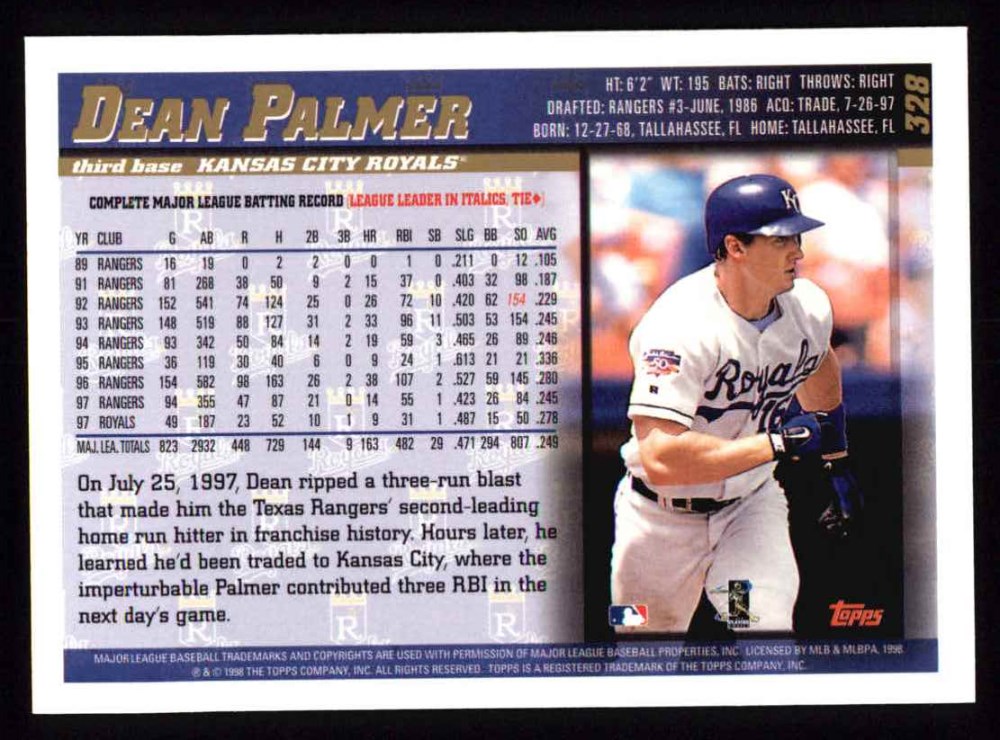 DEAN PALMER
HT: 6'2" WT: 195 BATS: RIGHT THROWS: RIGHT
DRAFTED: RANGERS #3-JUNE, 1986 ACQ: TRADE, 7-26-97
BORN: 12-27-68, TALLAHASSEE, FL HOME: TALLAHASSEE, FL
328
third base KANSAS CITY ROYALS
COMPLETE MAJOR LEAGUE BATTING RECORD (LEAGUE LEADER IN ITALICS, TIE♦)
YR CLUB G AB R H 2B 3B HR RBI SB SLG BB SO AVG
89 RANGERS 16 19 0 2 2 0 0 1 0 .211 0 12 .105
91 RANGERS 81 268 38 50 9 2 15 37 0 .403 32 98 .187
92 RANGERS 152 541 74 124 25 0 26 72 10 .420 62 154 .229
93 RANGERS 148 519 88 127 31 2 33 96 11 .503 53 154 .245
94 RANGERS 93 342 50 84 14 2 19 59 3 .465 26 89 .246
95 RANGERS 36 119 30 40 6 0 9 24 1 .613 21 21 .336
96 RANGERS 154 582 98 163 26 2 38 107 2 .527 59 145 .280
97 RANGERS 94 355 47 87 21 0 14 55 1 .423 26 84 .245
97 ROYALS 49 187 23 52 10 1 9 31 1 .487 15 50 .278
MAJ. LEA. TOTALS 823 2932 448 729 144 9 163 482 29 .471 294 807 .249
On July 25, 1997, Dean ripped a three-run blast
that made him the Texas Rangers' second-leading
home run hitter in franchise history. Hours later, he
learned he'd been traded to Kansas City, where the
imperturbable Palmer contributed three RBI in the
next day's game.
KC
50
R
Royals
16
topps
MAJOR LEAGUE BASEBALL TRADEMARKS AND COPYRIGHTS ARE USED WITH PERMISSION OF MAJOR LEAGUE BASEBALL PROPERTIES, INC. LICENSED BY MLB & MLBPA, 1998.
℗ & © 1998 THE TOPPS COMPANY, INC. ALL RIGHTS RESERVED. TOPPS IS A REGISTERED TRADEMARK OF THE TOPPS COMPANY, INC.